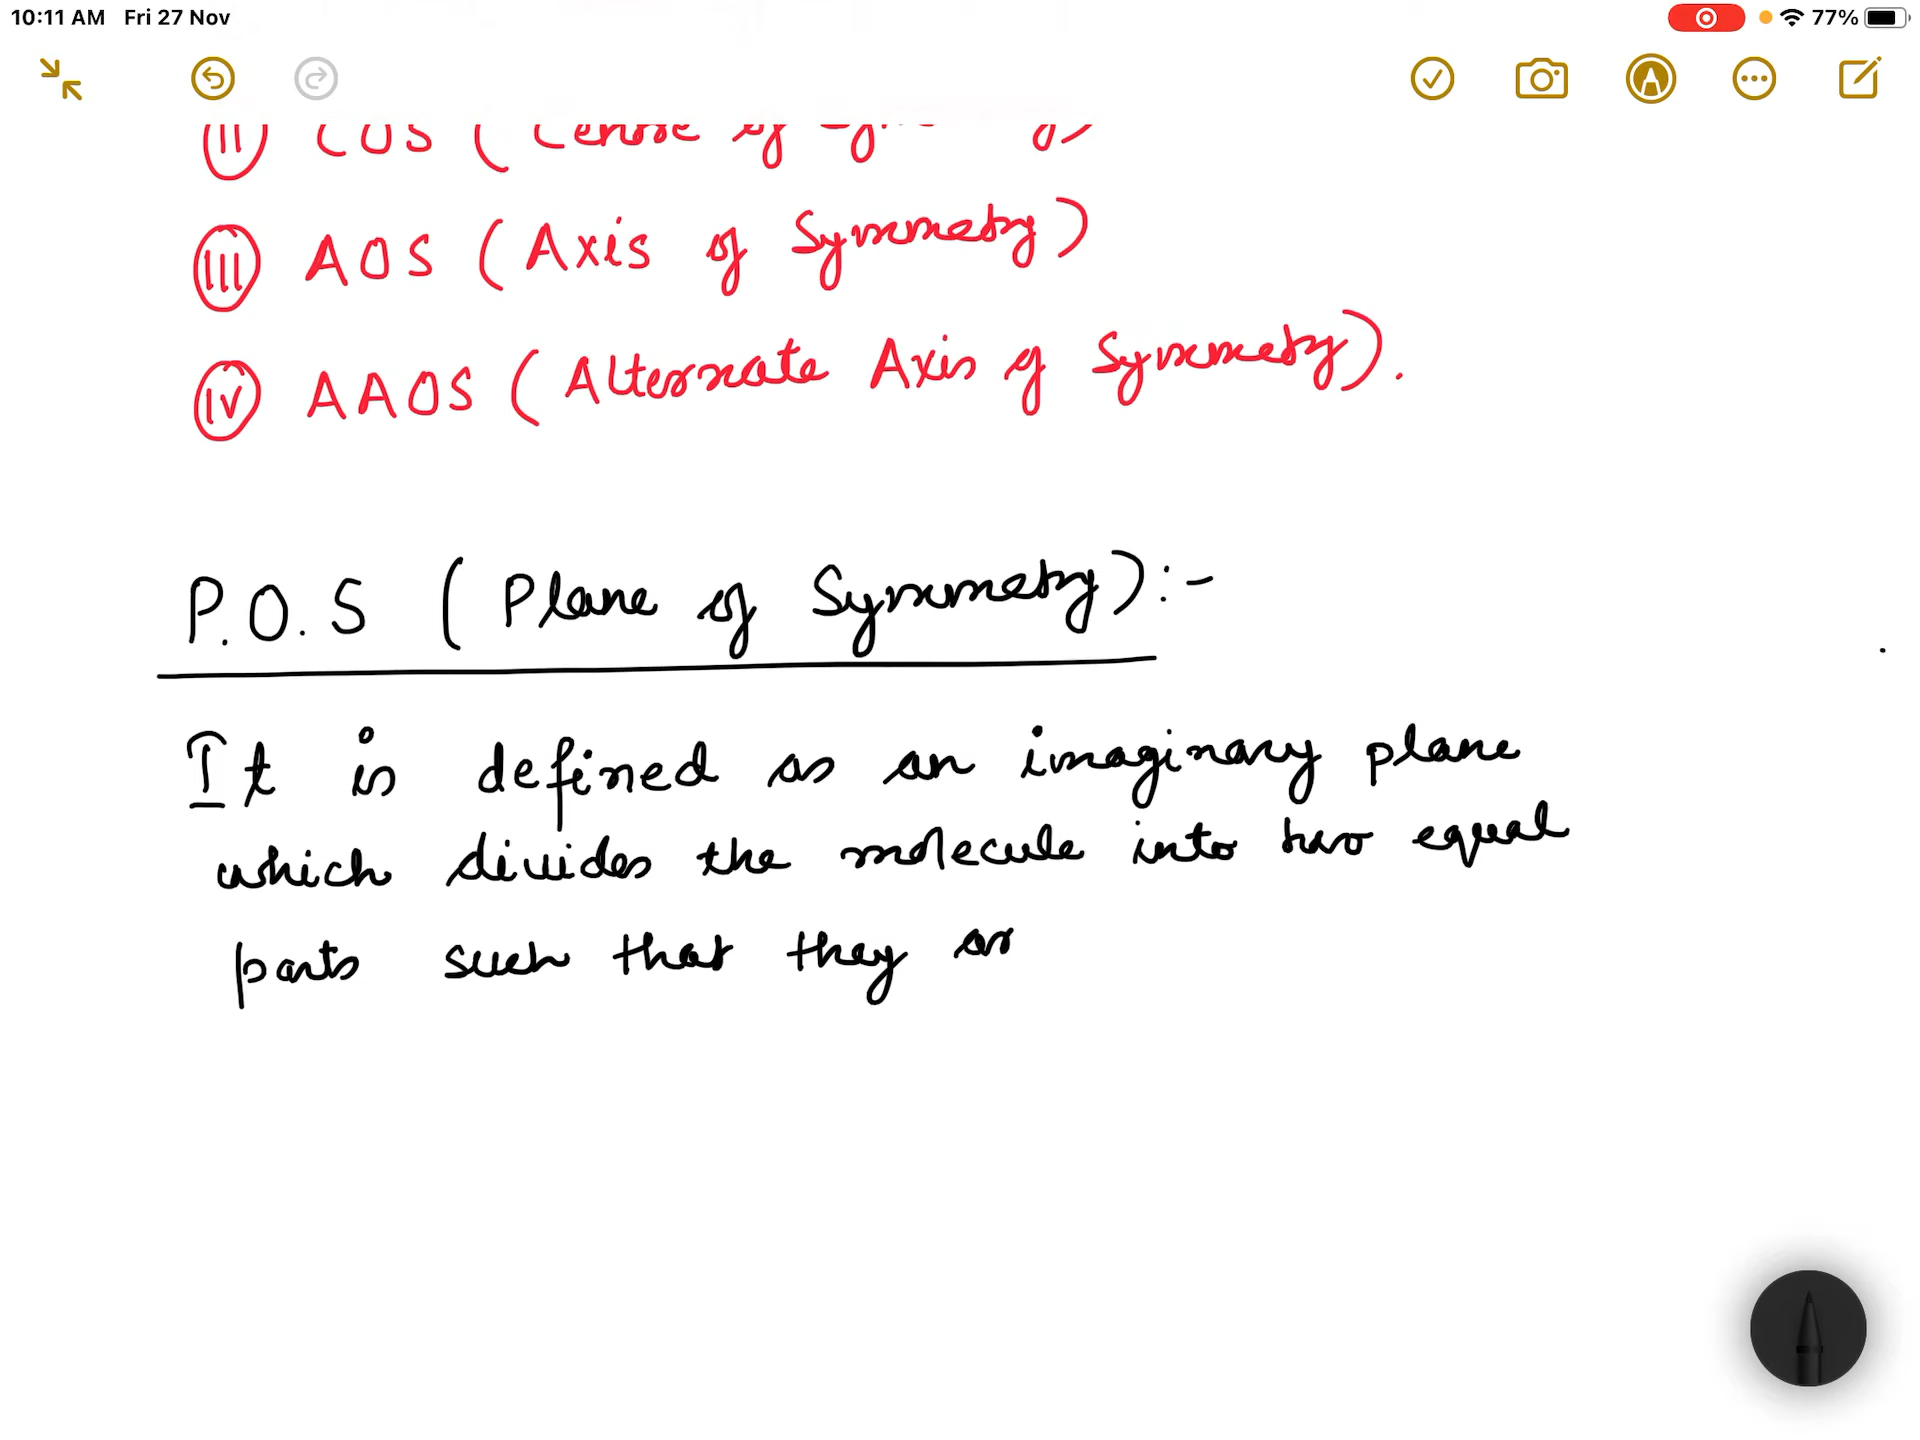 10:11 AM Fri 27 Nov 77%
(ii) COS ( Centre of
(iii) AOS ( Axis of Symmetry)
(iv) AAOS ( Alternate Axis of Symmetry).
P.O.S ( Plane of Symmetry):-
It is defined as an imaginary plane
which divides the molecule into two equal
parts such that they ar